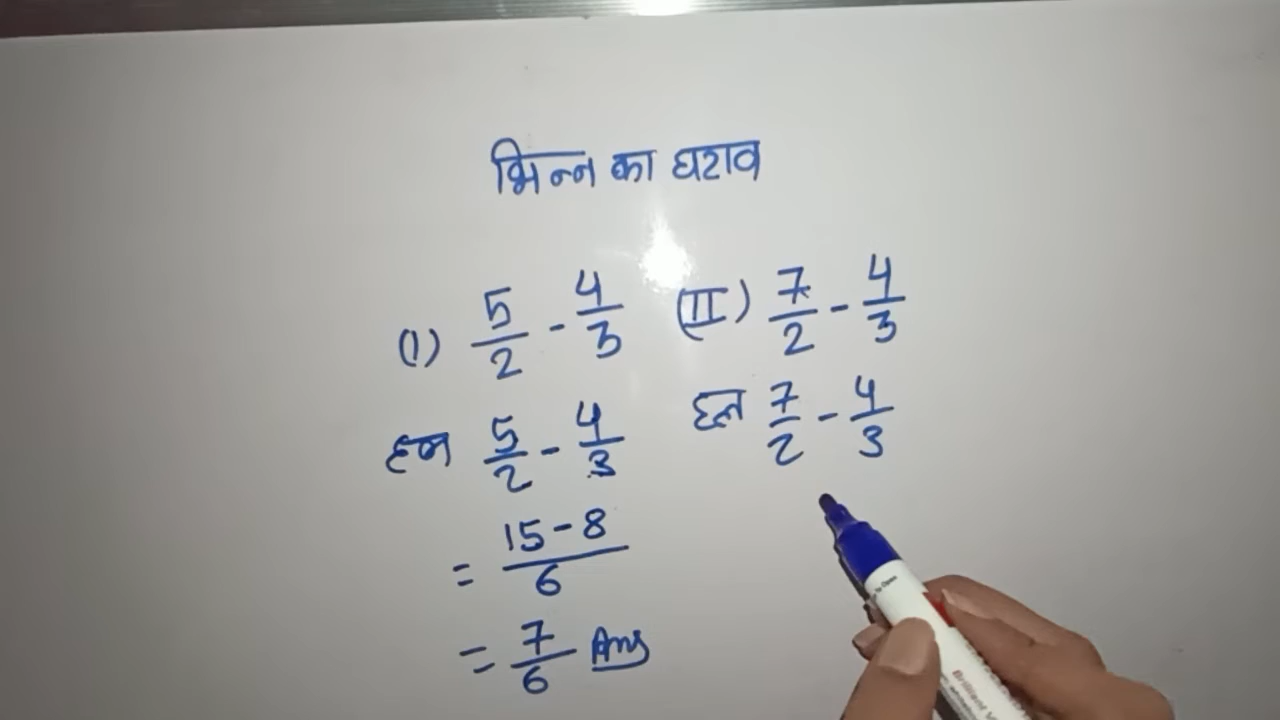 भिन्न का घटाव
(1) 5/2 - 4/3
हल 5/2 - 4/3
= 15-8/6
= 7/6 Ans
(II) 7/2 - 4/3
हल 7/2 - 4/3